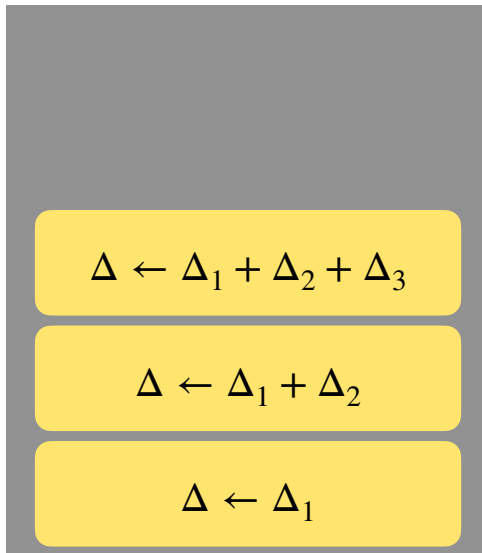 Δ ← Δ₁ + Δ₂ + Δ₃
Δ ← Δ₁ + Δ₂
Δ ← Δ₁